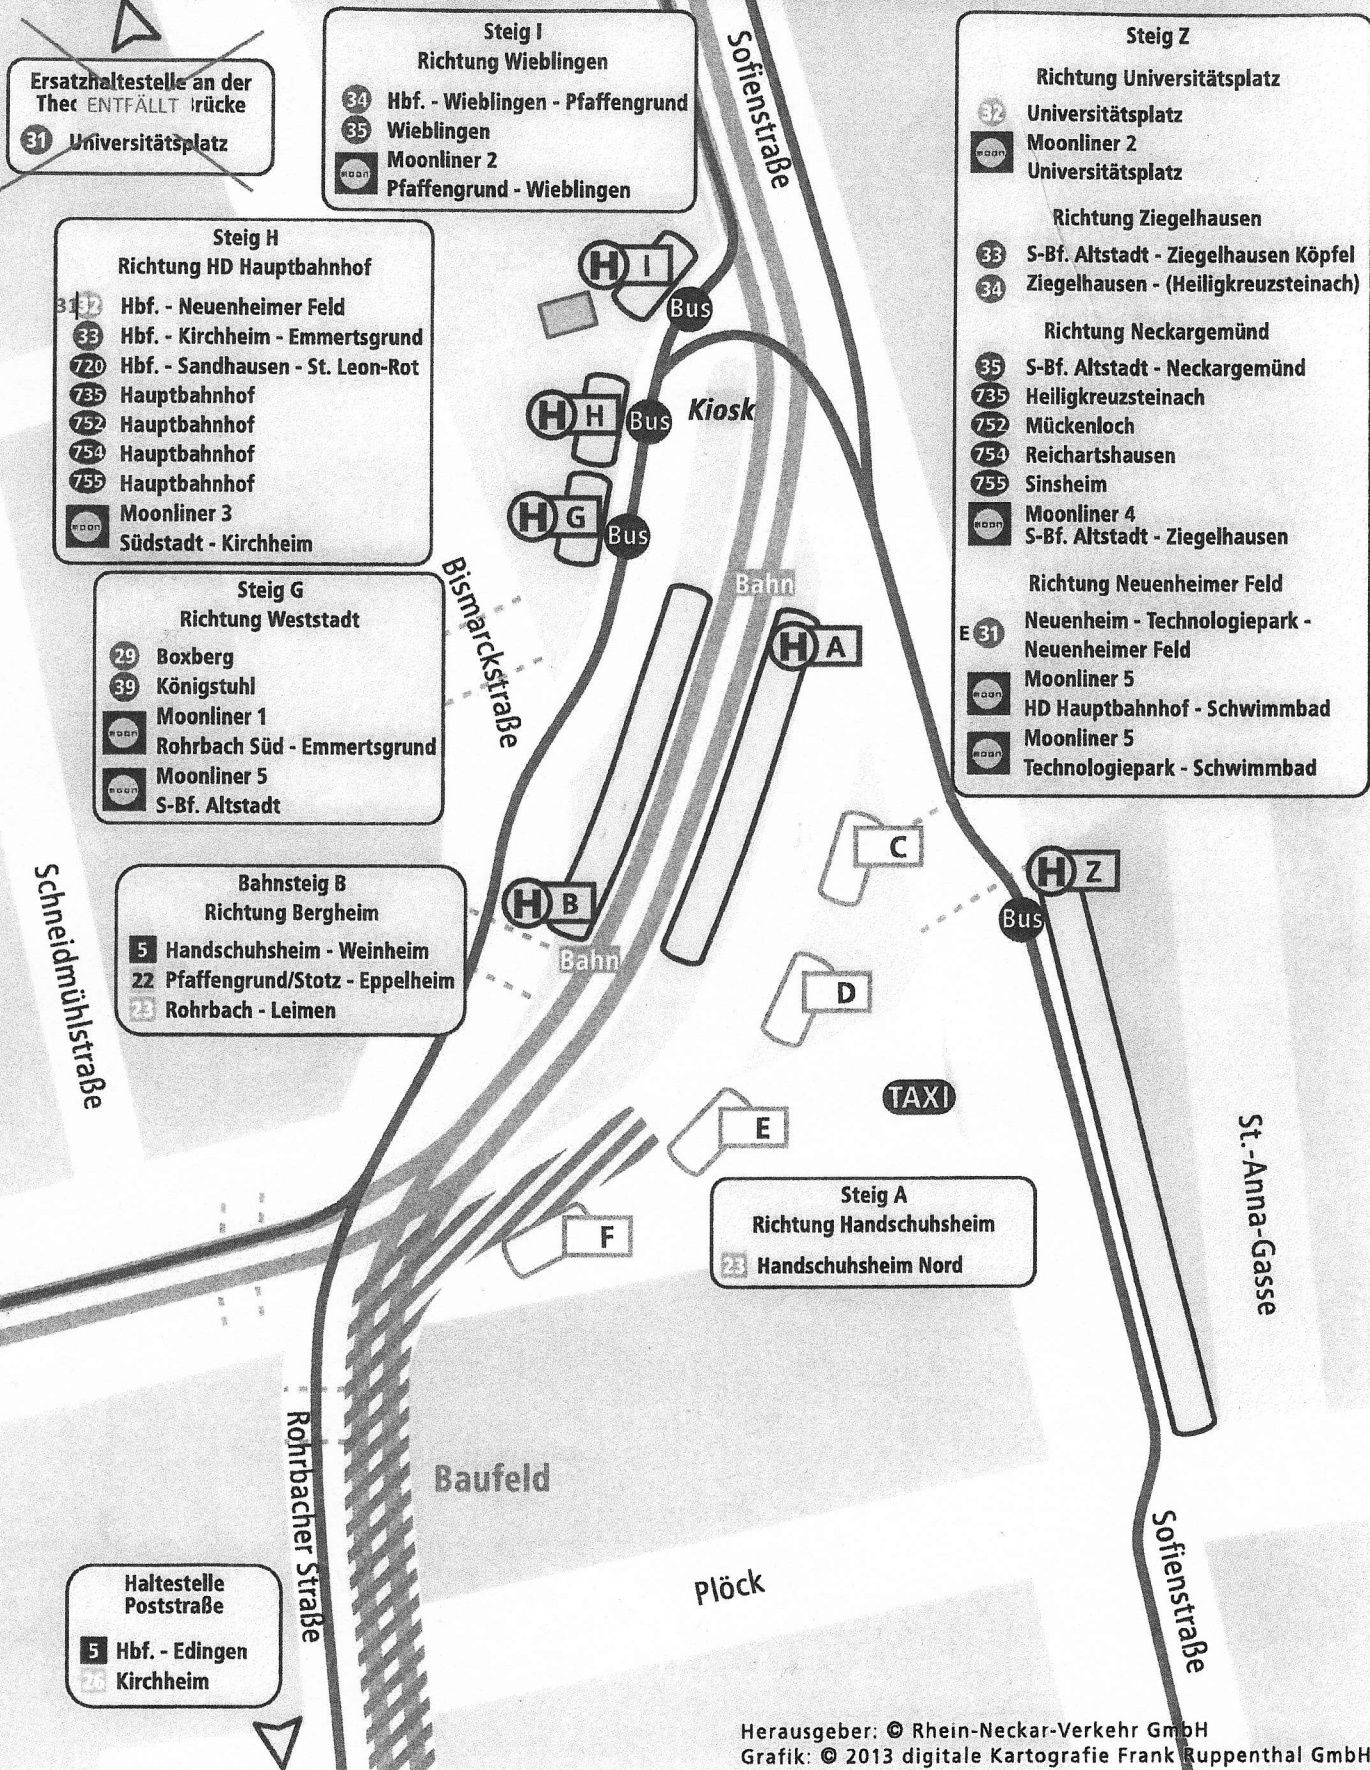 Ersatzhaltestelle an der
ENTFÄLLT
31 Universitätsplatz
Steig I
Richtung Wieblingen
34 Hbf. - Wieblingen - Pfaffengrund
35 Wieblingen
moon Moonliner 2
Pfaffengrund - Wieblingen
Sofienstraße
Steig Z
Richtung Universitätsplatz
32 Universitätsplatz
moon Moonliner 2
Universitätsplatz
Richtung Ziegelhausen
33 S-Bf. Altstadt - Ziegelhausen Köpfel
34 Ziegelhausen - (Heiligkreuzsteinach)
Richtung Neckargemünd
35 S-Bf. Altstadt - Neckargemünd
735 Heiligkreuzsteinach
752 Mückenloch
754 Reichartshausen
755 Sinsheim
moon Moonliner 4
S-Bf. Altstadt - Ziegelhausen
Richtung Neuenheimer Feld
E 31 Neuenheim - Technologiepark -
Neuenheimer Feld
moon Moonliner 5
HD Hauptbahnhof - Schwimmbad
moon Moonliner 5
Technologiepark - Schwimmbad
Steig H
Richtung HD Hauptbahnhof
31 32 Hbf. - Neuenheimer Feld
33 Hbf. - Kirchheim - Emmertsgrund
720 Hbf. - Sandhausen - St. Leon-Rot
735 Hauptbahnhof
752 Hauptbahnhof
754 Hauptbahnhof
755 Hauptbahnhof
moon Moonliner 3
Südstadt - Kirchheim
H I
Bus
H H
Bus
Kiosk
H G
Bus
Bismarckstraße
Bahn
H A
Steig G
Richtung Weststadt
29 Boxberg
39 Königstuhl
moon Moonliner 1
Rohrbach Süd - Emmertsgrund
moon Moonliner 5
S-Bf. Altstadt
C
H Z
Bus
Schneidmühlstraße
Bahnsteig B
Richtung Bergheim
5 Handschuhsheim - Weinheim
22 Pfaffengrund/Stotz - Eppelheim
23 Rohrbach - Leimen
H B
Bahn
D
TAXI
E
F
St.-Anna-Gasse
Steig A
Richtung Handschuhsheim
23 Handschuhsheim Nord
Rohrbacher Straße
Baufeld
Plöck
Sofienstraße
Haltestelle
Poststraße
5 Hbf. - Edingen
26 Kirchheim
Herausgeber: © Rhein-Neckar-Verkehr GmbH
Grafik: © 2013 digitale Kartografie Frank Ruppenthal GmbH